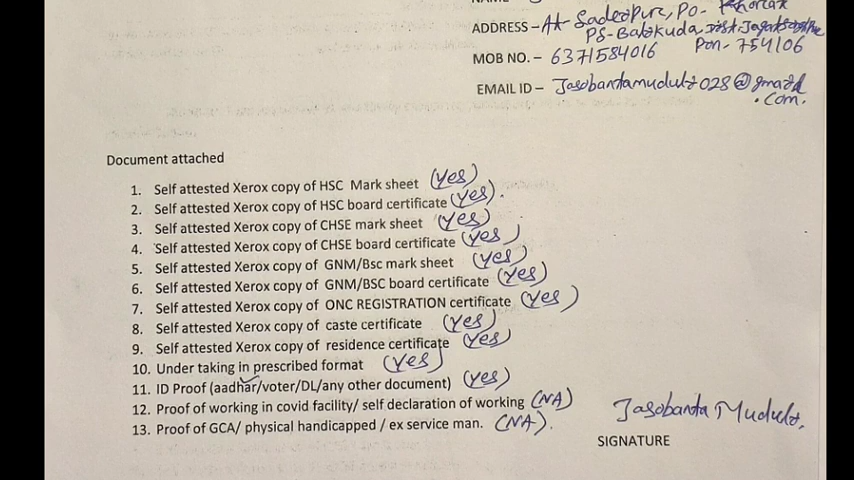 ADDRESS - At- Sadeipur, PO-
PS- Balikuda, Dist-
MOB NO. - 6371584016 Pin- 754106
EMAIL ID - Jasobantamuduli028@gmail
.com.
Document attached
1. Self attested Xerox copy of HSC Mark sheet (Yes)
2. Self attested Xerox copy of HSC board certificate (Yes).
3. Self attested Xerox copy of CHSE mark sheet (Yes)
4. Self attested Xerox copy of CHSE board certificate (Yes)
5. Self attested Xerox copy of GNM/Bsc mark sheet (Yes)
6. Self attested Xerox copy of GNM/BSC board certificate (Yes)
7. Self attested Xerox copy of ONC REGISTRATION certificate (Yes)
8. Self attested Xerox copy of caste certificate (Yes)
9. Self attested Xerox copy of residence certificate (Yes)
10. Under taking in prescribed format (Yes)
11. ID Proof (aadhar/voter/DL/any other document) (Yes)
12. Proof of working in covid facility/ self declaration of working (NA)
13. Proof of GCA/ physical handicapped / ex service man. (NA).
Jasobanta Muduli.
SIGNATURE